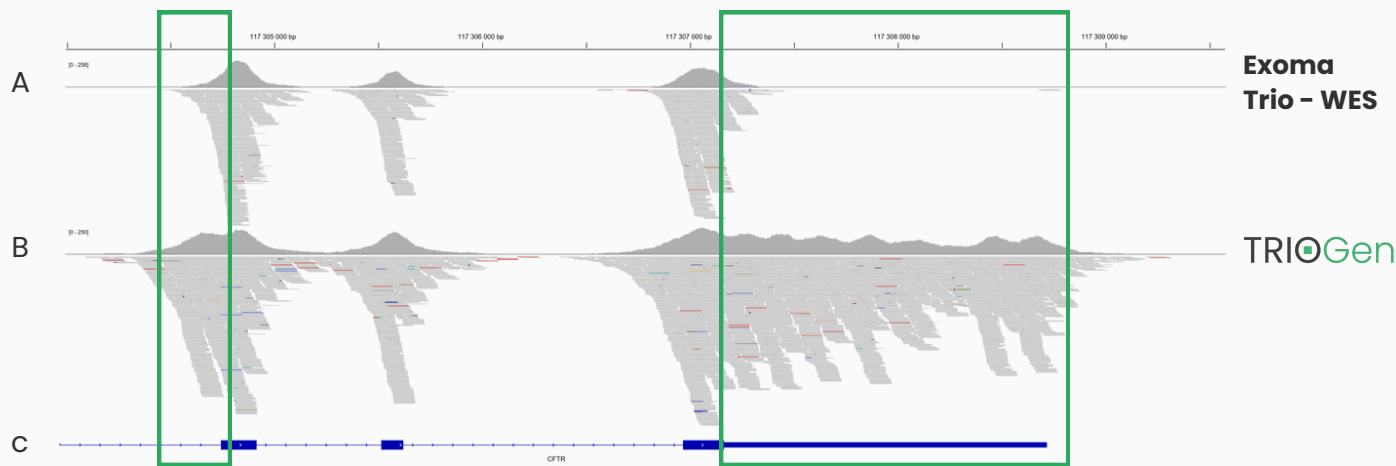 117 305 000 bp
117 306 000 bp
117 307 000 bp
117 308 000 bp
117 309 000 bp
A
[0 - 258]
Exoma
Trio - WES
B
[0 - 250]
TRIOGen
C
CFTR